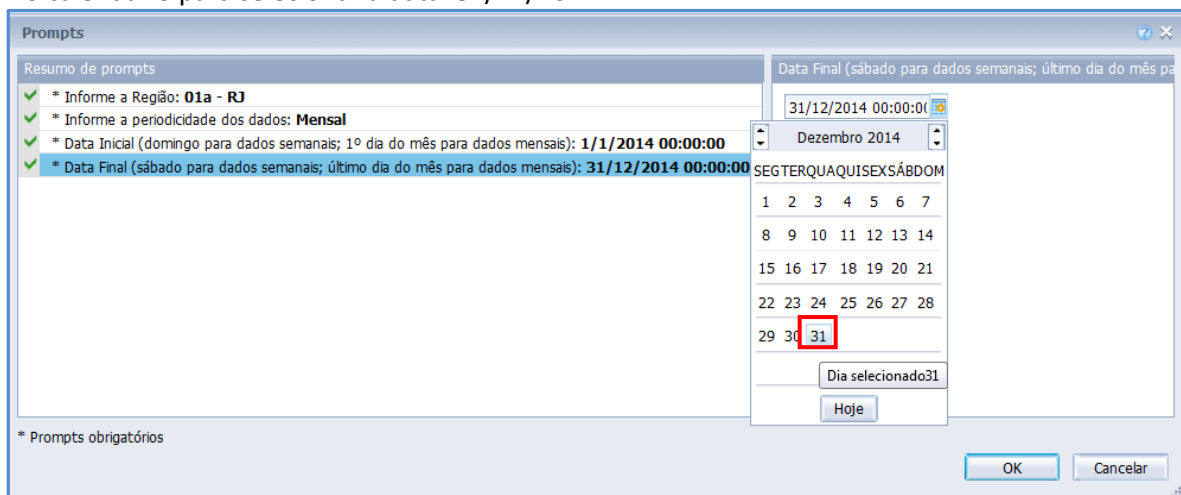 Prompts
Resumo de prompts
Data Final (sábado para dados semanais; último dia do mês pa
* Informe a Região: 01a - RJ
* Informe a periodicidade dos dados: Mensal
* Data Inicial (domingo para dados semanais; 1º dia do mês para dados mensais): 1/1/2014 00:00:00
* Data Final (sábado para dados semanais; último dia do mês para dados mensais): 31/12/2014 00:00:00
31/12/2014 00:00:0(
Dezembro 2014
SEGTERQUAQUISEXSÁBDOM
1 2 3 4 5 6 7
8 9 10 11 12 13 14
15 16 17 18 19 20 21
22 23 24 25 26 27 28
29 30 31
Dia selecionado31
Hoje
* Prompts obrigatórios
OK Cancelar